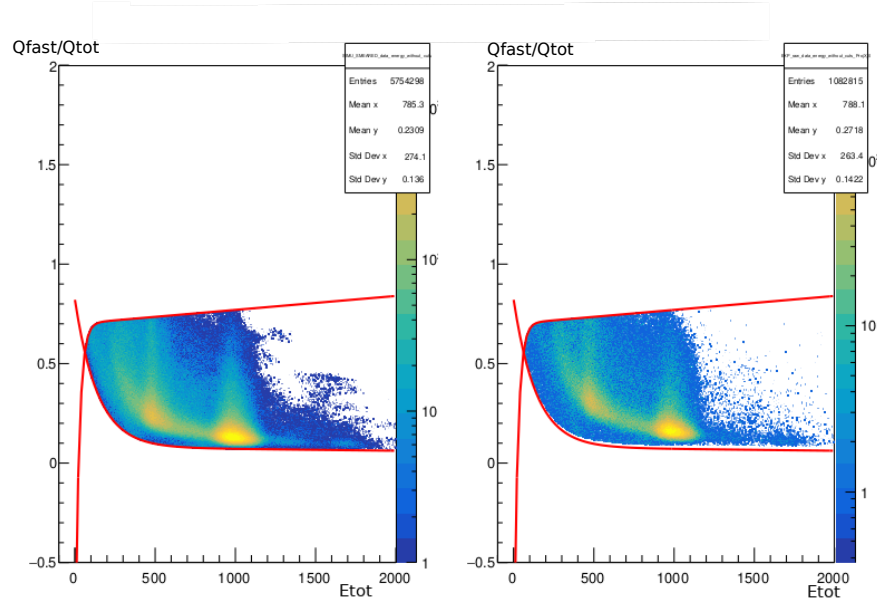 Qfast/Qtot
SIMU_SMEARED_data_energy_without_cuts
Entries 5754298
Mean x 785.3
Mean y 0.2309
Std Dev x 274.1
Std Dev y 0.136
2
1.5
1
0.5
0
−0.5
0 500 1000 1500 2000
Etot
10
10
1
Qfast/Qtot
Entries 1082815
Mean x 788.1
Mean y 0.2718
Std Dev x 263.4
Std Dev y 0.1422
2
1.5
1
0.5
0
−0.5
0 500 1000 1500 2000
Etot
10
1